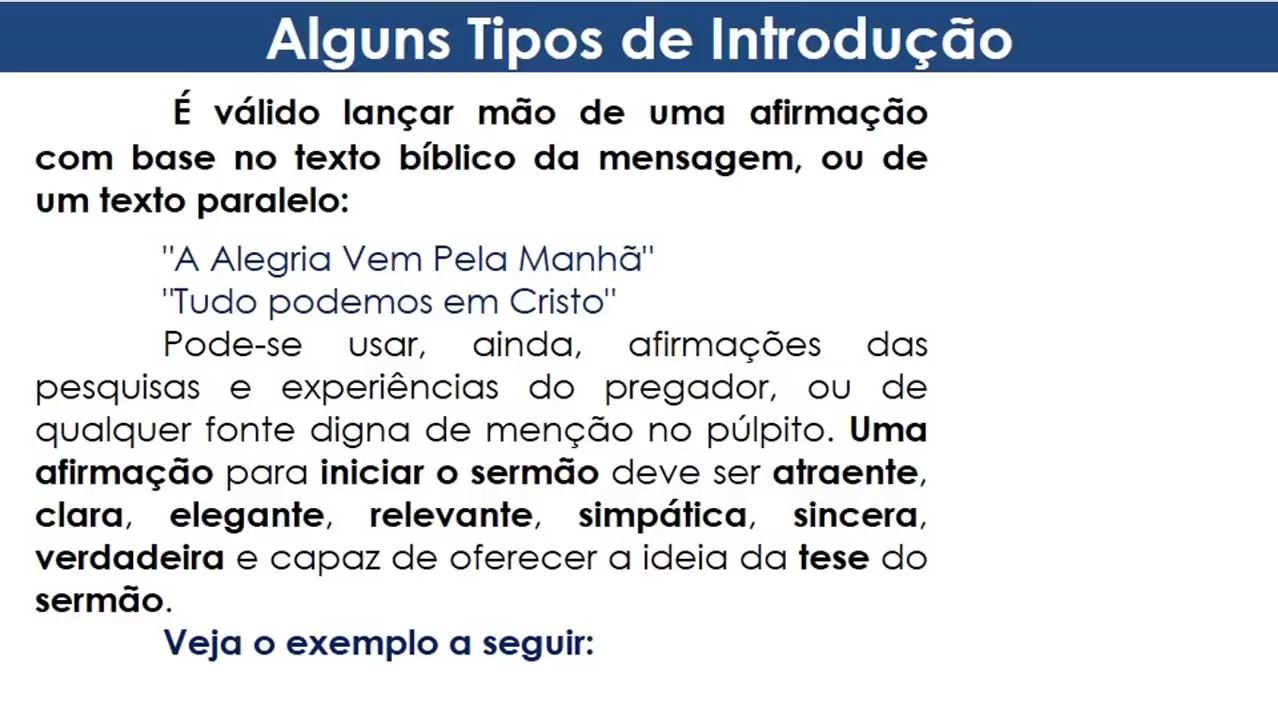 Alguns Tipos de Introdução
É válido lançar mão de uma afirmação
com base no texto bíblico da mensagem, ou de
um texto paralelo:
"A Alegria Vem Pela Manhã"
"Tudo podemos em Cristo"
Pode-se usar, ainda, afirmações das
pesquisas e experiências do pregador, ou de
qualquer fonte digna de menção no púlpito. Uma
afirmação para iniciar o sermão deve ser atraente,
clara, elegante, relevante, simpática, sincera,
verdadeira e capaz de oferecer a ideia da tese do
sermão.
Veja o exemplo a seguir: